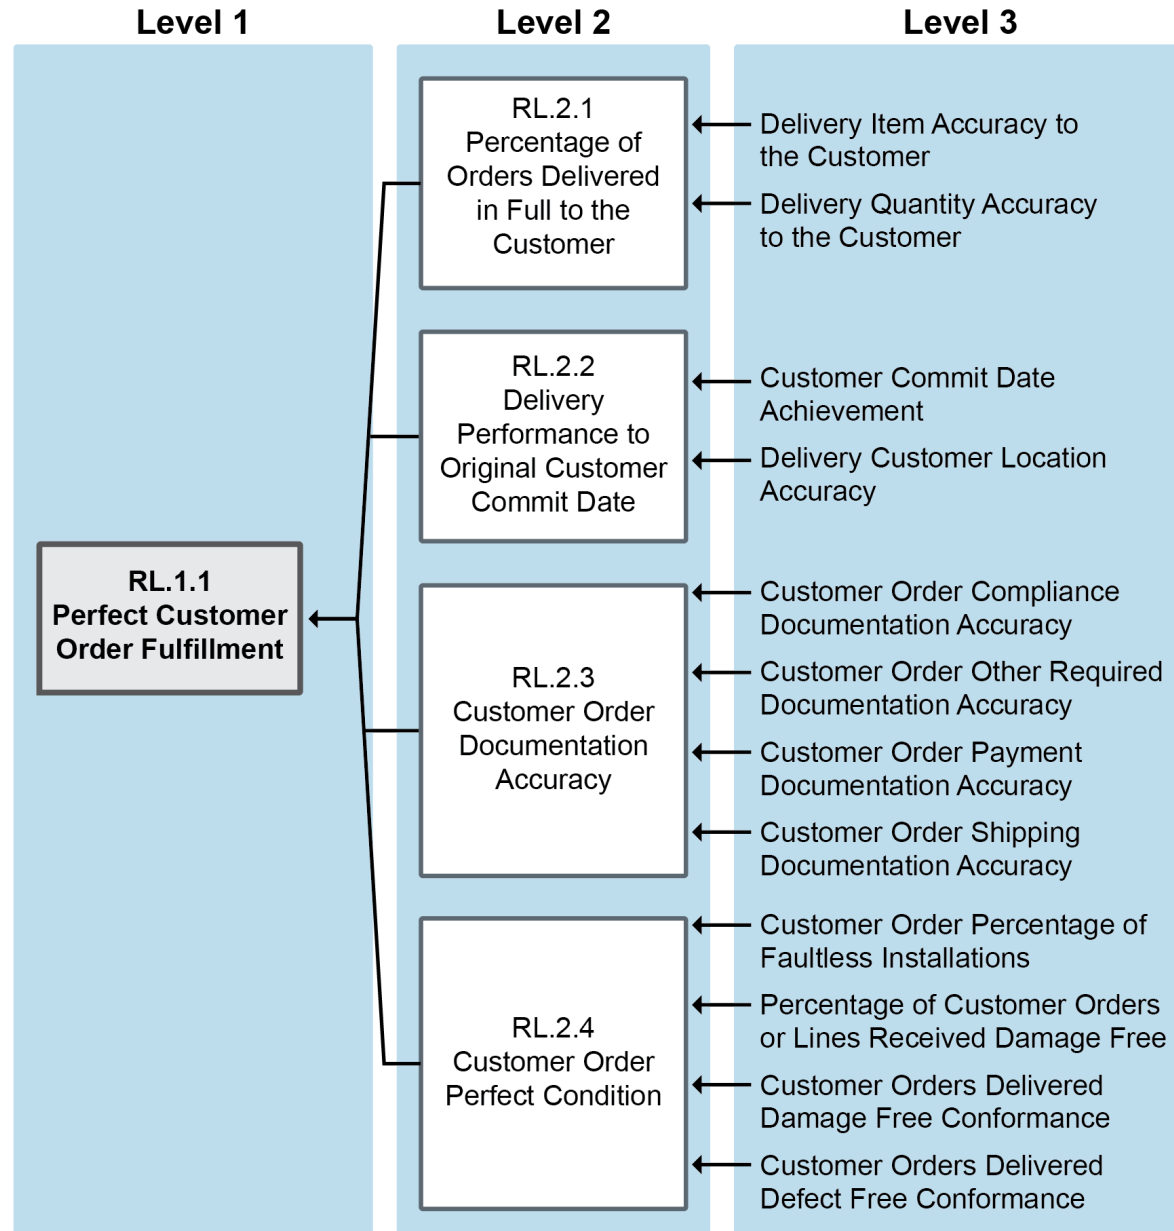 Level 1
Level 2
Level 3
RL.1.1
Perfect Customer
Order Fulfillment
RL.2.1
Percentage of
Orders Delivered
in Full to the
Customer
Delivery Item Accuracy to
the Customer
Delivery Quantity Accuracy
to the Customer
RL.2.2
Delivery
Performance to
Original Customer
Commit Date
Customer Commit Date
Achievement
Delivery Customer Location
Accuracy
RL.2.3
Customer Order
Documentation
Accuracy
Customer Order Compliance
Documentation Accuracy
Customer Order Other Required
Documentation Accuracy
Customer Order Payment
Documentation Accuracy
Customer Order Shipping
Documentation Accuracy
RL.2.4
Customer Order
Perfect Condition
Customer Order Percentage of
Faultless Installations
Percentage of Customer Orders
or Lines Received Damage Free
Customer Orders Delivered
Damage Free Conformance
Customer Orders Delivered
Defect Free Conformance